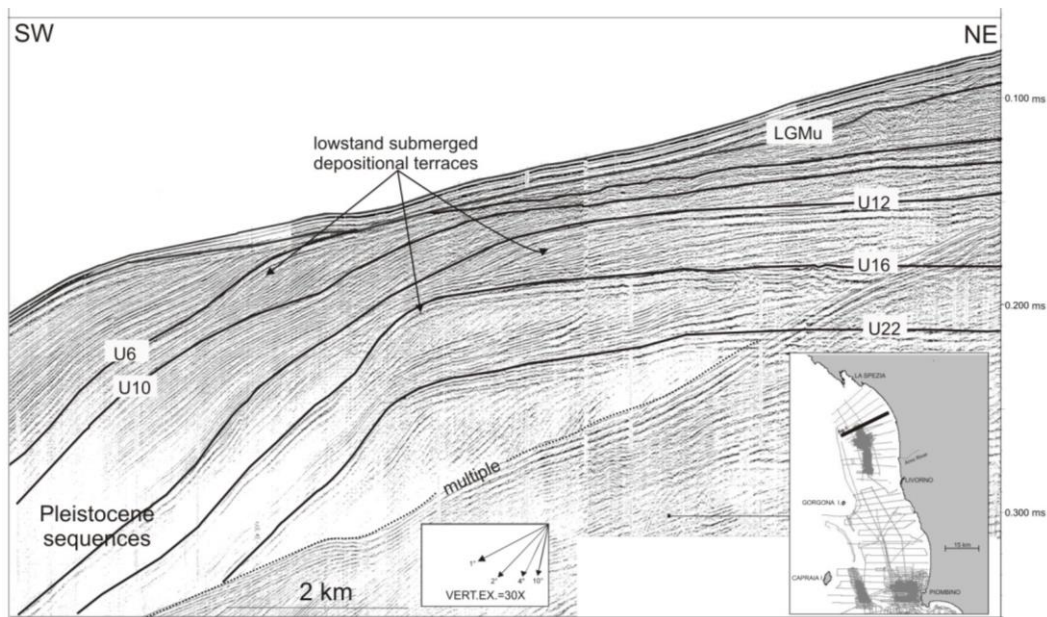 SW
NE
0.100 ms
LGMu
lowstand submerged
depositional terraces
U12
U16
0.200 ms
U22
U6
U10
LA SPEZIA
Arno River
LIVORNO
multiple
GORGONA I.
Pleistocene
sequences
0.300 ms
1°
2°
4°
10°
VERT.EX.=30X
15 km
2 km
CAPRAIA I.
PIOMBINO